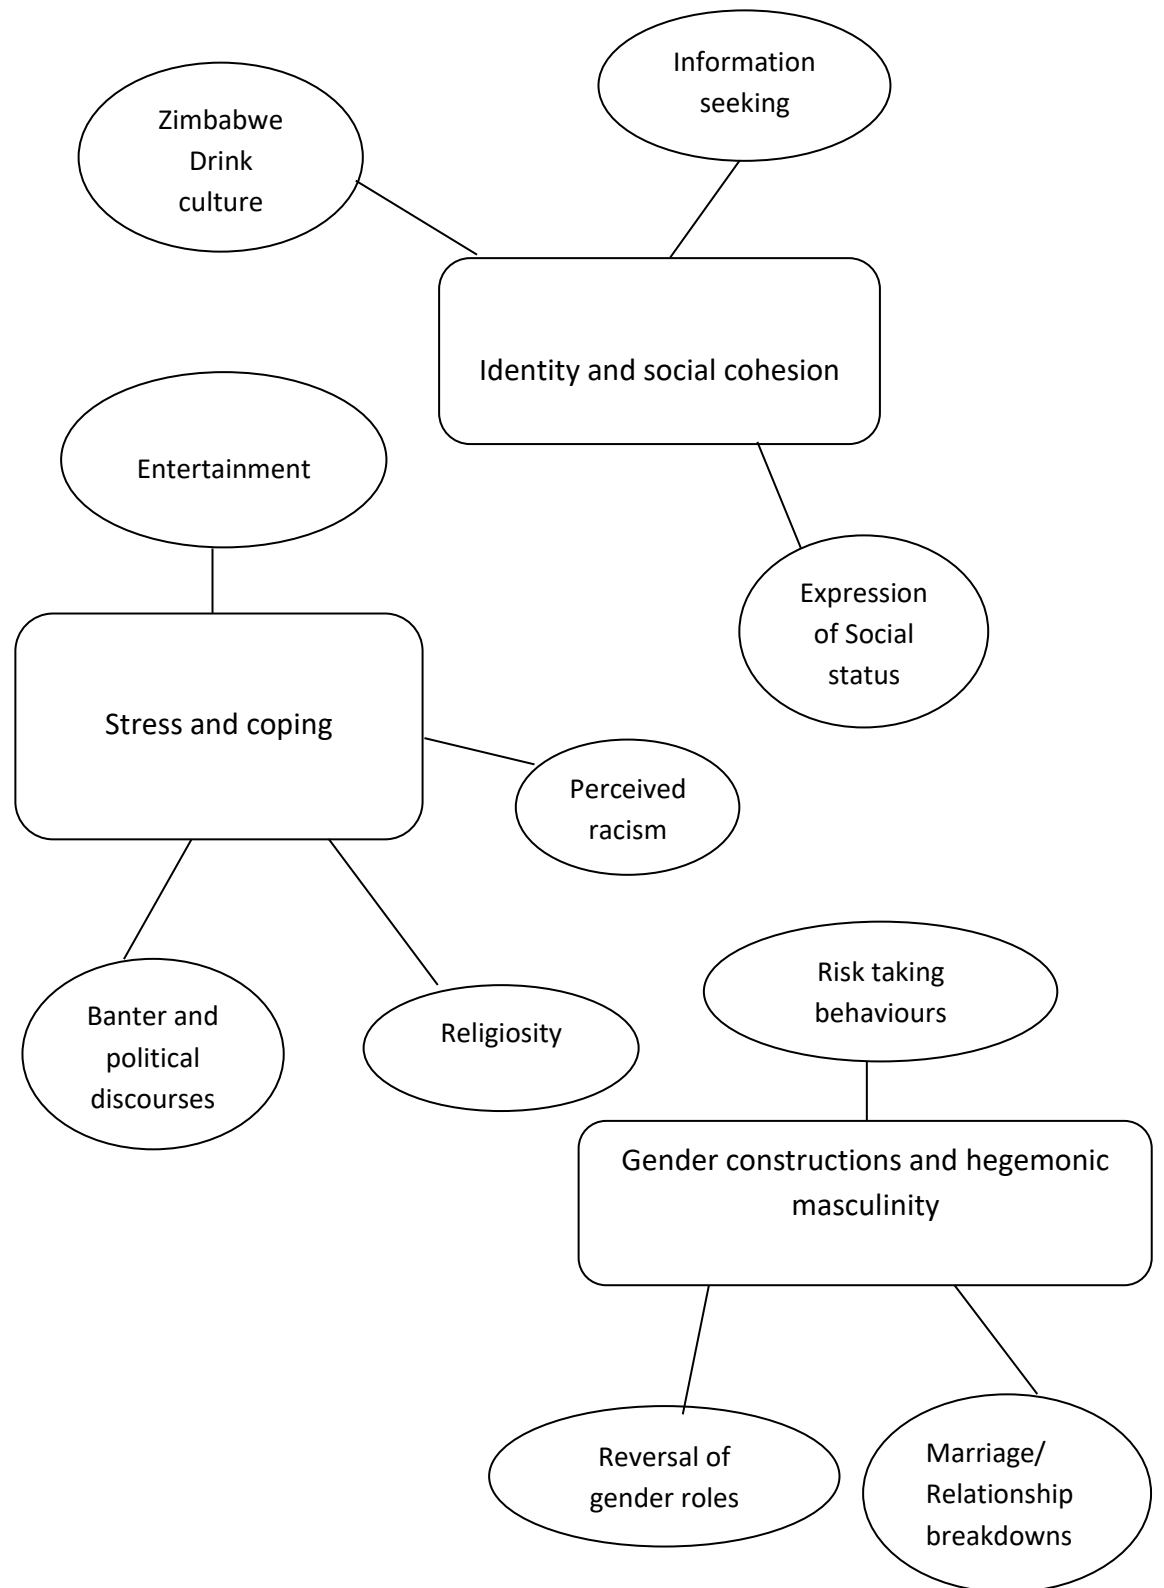 Information
seeking
Zimbabwe
Drink
culture
Identity and social cohesion
Entertainment
Expression
of Social
status
Stress and coping
Perceived
racism
Risk taking
behaviours
Banter and
political
discourses
Religiosity
Gender constructions and hegemonic
masculinity
Reversal of
gender roles
Marriage/
Relationship
breakdowns